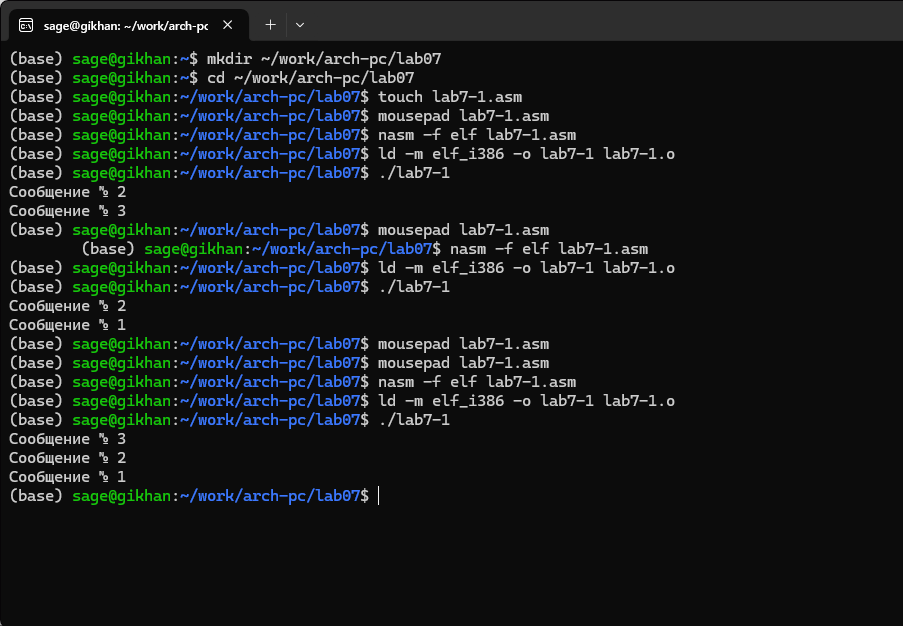 sage@gikhan: ~/work/arch-pc
(base) sage@gikhan:~$ mkdir ~/work/arch-pc/lab07
(base) sage@gikhan:~$ cd ~/work/arch-pc/lab07
(base) sage@gikhan:~/work/arch-pc/lab07$ touch lab7-1.asm
(base) sage@gikhan:~/work/arch-pc/lab07$ mousepad lab7-1.asm
(base) sage@gikhan:~/work/arch-pc/lab07$ nasm -f elf lab7-1.asm
(base) sage@gikhan:~/work/arch-pc/lab07$ ld -m elf_i386 -o lab7-1 lab7-1.o
(base) sage@gikhan:~/work/arch-pc/lab07$ ./lab7-1
Сообщение № 2
Сообщение № 3
(base) sage@gikhan:~/work/arch-pc/lab07$ mousepad lab7-1.asm
(base) sage@gikhan:~/work/arch-pc/lab07$ nasm -f elf lab7-1.asm
(base) sage@gikhan:~/work/arch-pc/lab07$ ld -m elf_i386 -o lab7-1 lab7-1.o
(base) sage@gikhan:~/work/arch-pc/lab07$ ./lab7-1
Сообщение № 2
Сообщение № 1
(base) sage@gikhan:~/work/arch-pc/lab07$ mousepad lab7-1.asm
(base) sage@gikhan:~/work/arch-pc/lab07$ mousepad lab7-1.asm
(base) sage@gikhan:~/work/arch-pc/lab07$ nasm -f elf lab7-1.asm
(base) sage@gikhan:~/work/arch-pc/lab07$ ld -m elf_i386 -o lab7-1 lab7-1.o
(base) sage@gikhan:~/work/arch-pc/lab07$ ./lab7-1
Сообщение № 3
Сообщение № 2
Сообщение № 1
(base) sage@gikhan:~/work/arch-pc/lab07$